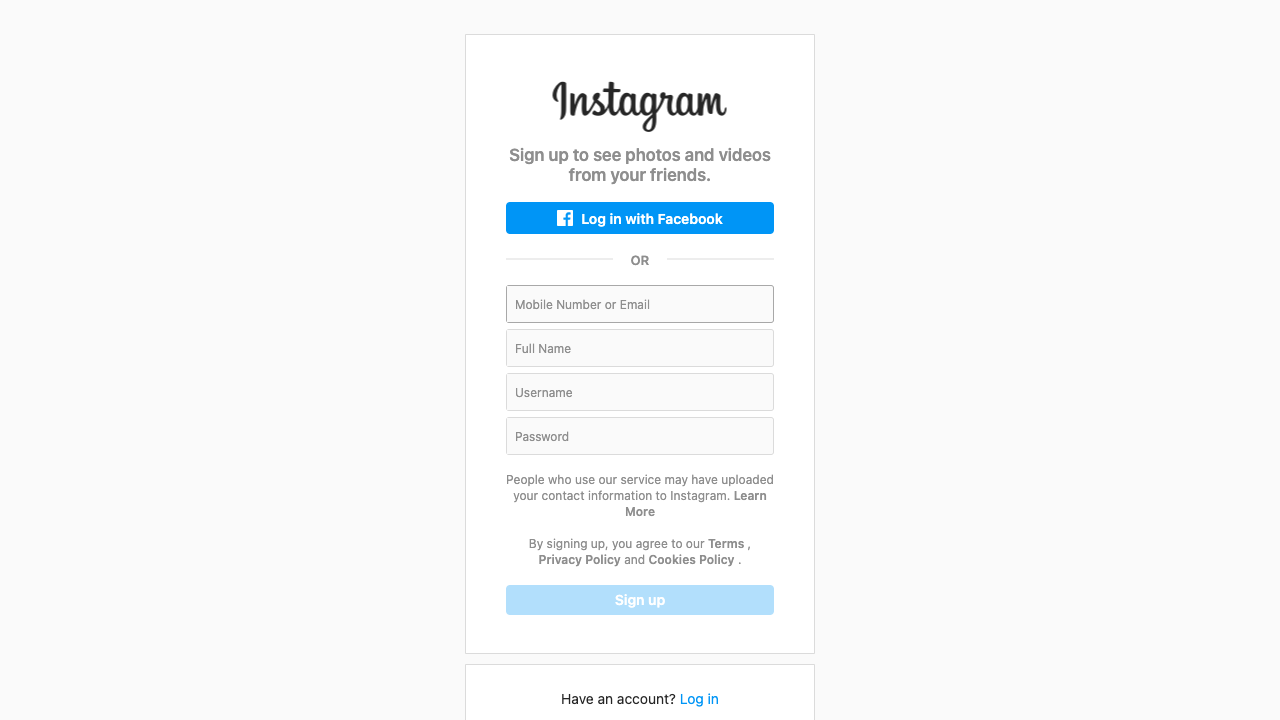 Instagram
Sign up to see photos and videos
from your friends.
Log in with Facebook
OR
Mobile Number or Email
Full Name
Username
Password
People who use our service may have uploaded
your contact information to Instagram. Learn
More
By signing up, you agree to our Terms ,
Privacy Policy and Cookies Policy .
Sign up
Have an account? Log in